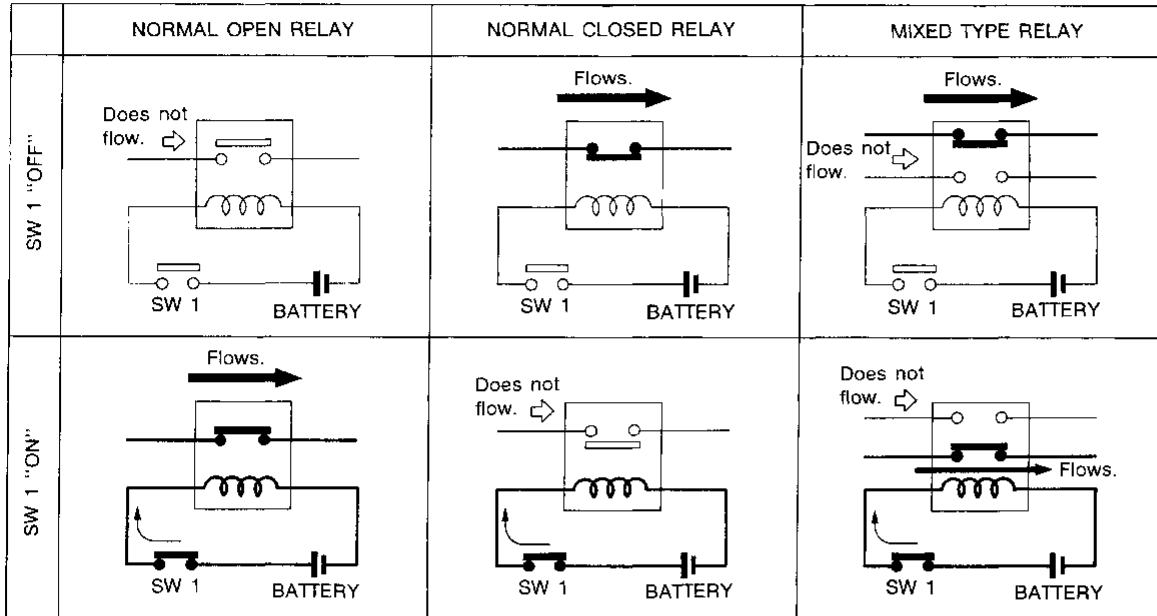 NORMAL OPEN RELAY
NORMAL CLOSED RELAY
MIXED TYPE RELAY
SW 1 "OFF"
Does not
flow.
SW 1
BATTERY
Flows.
SW 1
BATTERY
Flows.
Does not
flow.
SW 1
BATTERY
SW 1 "ON"
Flows.
SW 1
BATTERY
Does not
flow.
SW 1
BATTERY
Does not
flow.
Flows.
SW 1
BATTERY